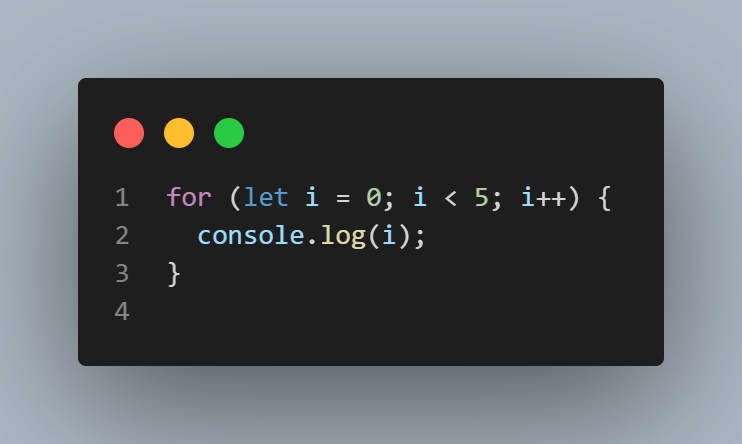 1 for (let i = 0; i < 5; i++) {
2   console.log(i);
3 }
4